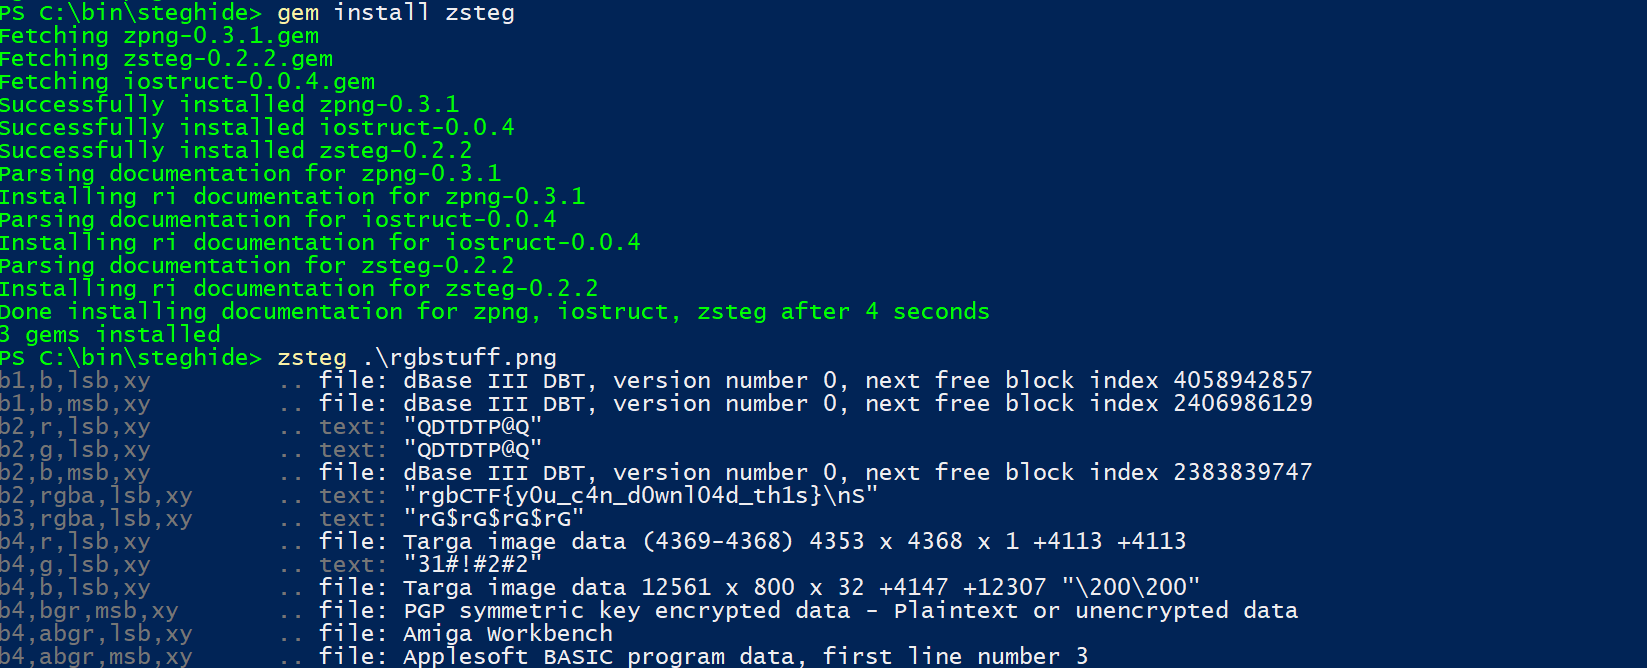 PS C:\bin\steghide> gem install zsteg
Fetching zpng-0.3.1.gem
Fetching zsteg-0.2.2.gem
Fetching iostruct-0.0.4.gem
Successfully installed zpng-0.3.1
Successfully installed iostruct-0.0.4
Successfully installed zsteg-0.2.2
Parsing documentation for zpng-0.3.1
Installing ri documentation for zpng-0.3.1
Parsing documentation for iostruct-0.0.4
Installing ri documentation for iostruct-0.0.4
Parsing documentation for zsteg-0.2.2
Installing ri documentation for zsteg-0.2.2
Done installing documentation for zpng, iostruct, zsteg after 4 seconds
3 gems installed
PS C:\bin\steghide> zsteg .\rgbstuff.png
b1,b,lsb,xy .. file: dBase III DBT, version number 0, next free block index 4058942857
b1,b,msb,xy .. file: dBase III DBT, version number 0, next free block index 2406986129
b2,r,lsb,xy .. text: "QDTDTP@Q"
b2,g,lsb,xy .. text: "QDTDTP@Q"
b2,b,msb,xy .. file: dBase III DBT, version number 0, next free block index 2383839747
b2,rgba,lsb,xy .. text: "rgbCTF{y0u_c4n_d0wnl04d_th1s}\nS"
b3,rgba,lsb,xy .. text: "rG$rG$rG$rG"
b4,r,lsb,xy .. file: Targa image data (4369-4368) 4353 x 4368 x 1 +4113 +4113
b4,g,lsb,xy .. text: "31#!#2#2"
b4,b,lsb,xy .. file: Targa image data 12561 x 800 x 32 +4147 +12307 "\200\200"
b4,bgr,msb,xy .. file: PGP symmetric key encrypted data - Plaintext or unencrypted data
b4,abgr,lsb,xy .. file: Amiga Workbench
b4,abgr,msb,xy .. file: Applesoft BASIC program data, first line number 3